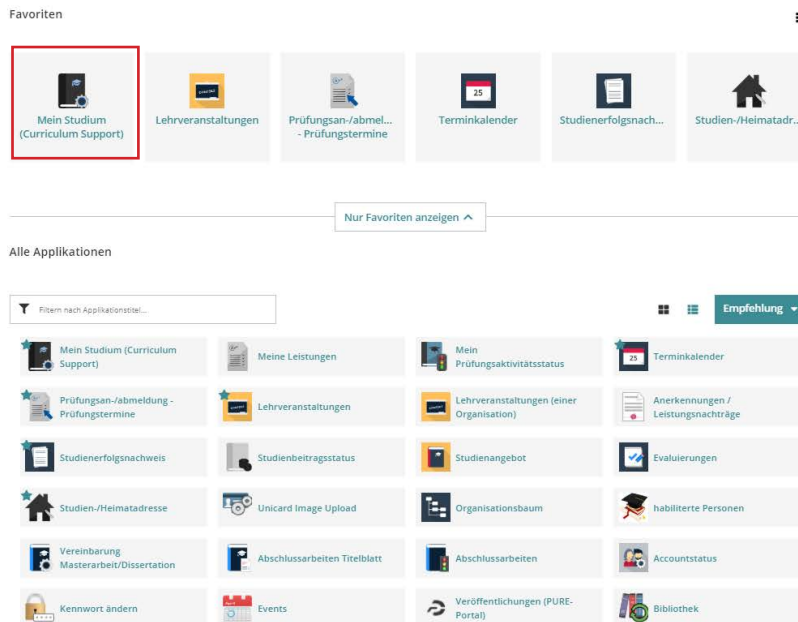 Favoriten
Mein Studium
(Curriculum Support)
Lehrveranstaltungen
Prüfungsan-/abmel...
- Prüfungstermine
25
Terminkalender
Studienerfolgsnach...
Studien-/Heimatadr...
Nur Favoriten anzeigen
Alle Applikationen
Filtern nach Applikationstitel...
Empfehlung
Mein Studium (Curriculum
Support)
Meine Leistungen
Mein
Prüfungsaktivitätsstatus
25
Terminkalender
Prüfungsan-/abmeldung -
Prüfungstermine
Lehrveranstaltungen
Lehrveranstaltungen (einer
Organisation)
Anerkennungen /
Leistungsnachträge
Studienerfolgsnachweis
Studienbeitragsstatus
Studienangebot
Evaluierungen
Studien-/Heimatadresse
Unicard Image Upload
Organisationsbaum
habilitierte Personen
Vereinbarung
Masterarbeit/Dissertation
Abschlussarbeiten Titelblatt
Abschlussarbeiten
Accountstatus
Kennwort ändern
Events
Veröffentlichungen (PURE-
Portal)
Bibliothek